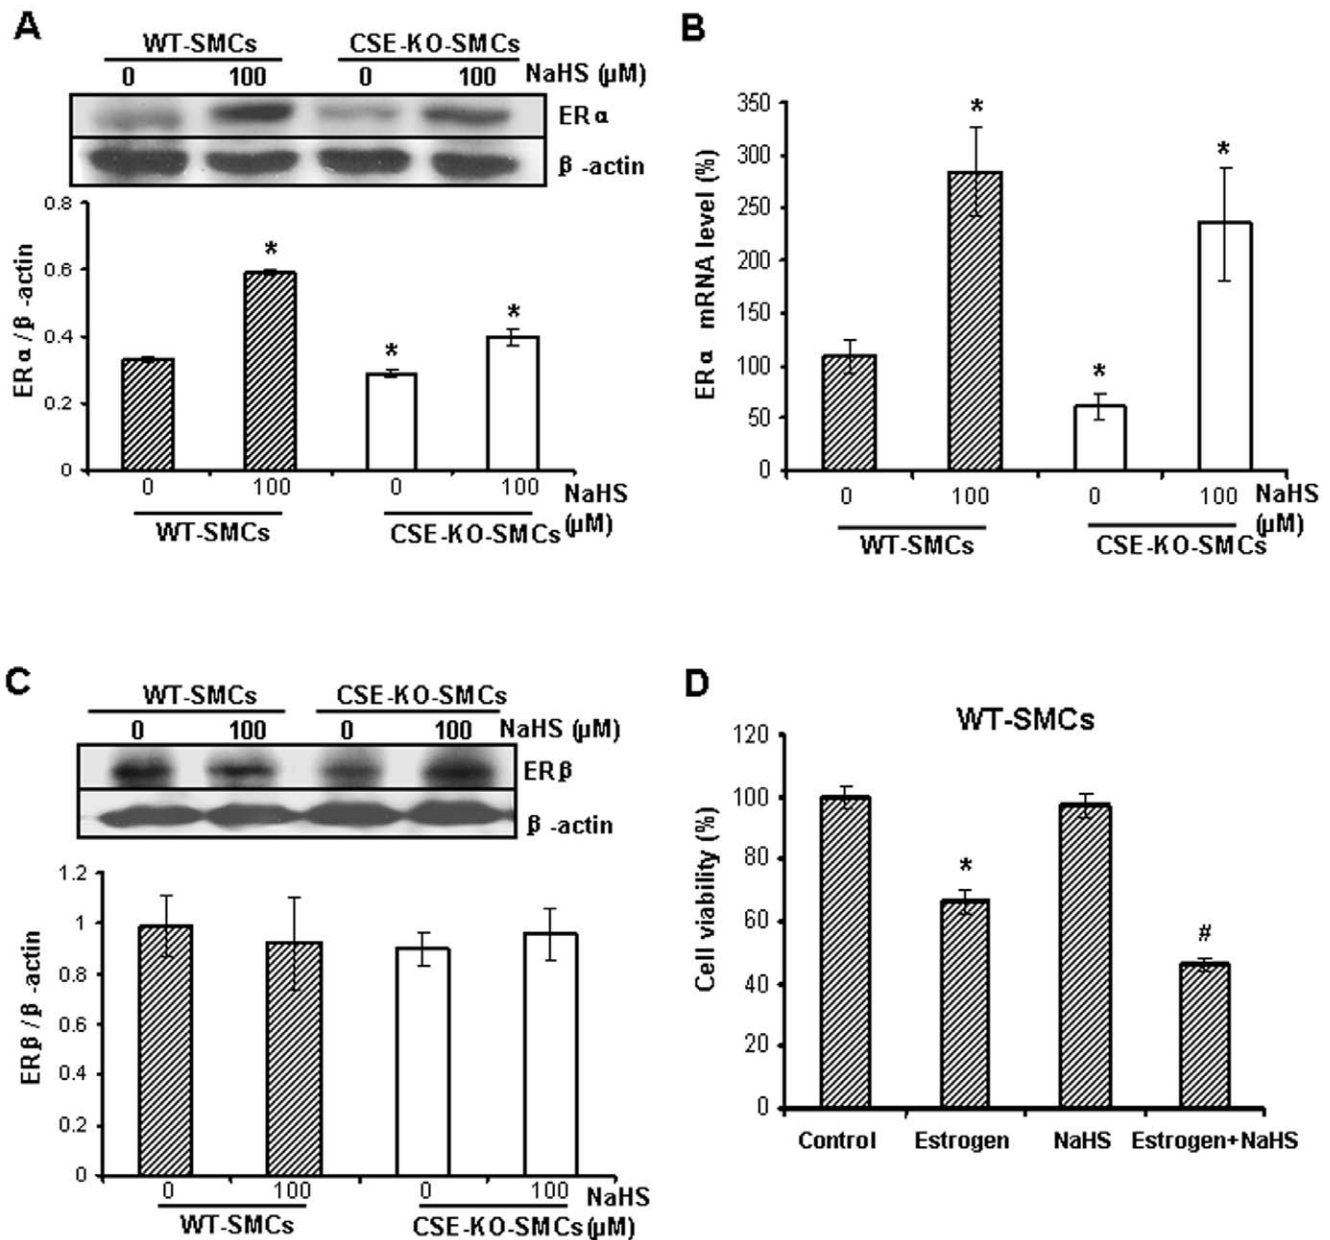 A
WT-SMCs CSE-KO-SMCs
0 100 0 100 NaHS (μM)
ERα
β-actin
0.8
0.6
0.4
0.2
0
ERα/β-actin
* * *
0 100 0 100 NaHS (μM)
WT-SMCs CSE-KO-SMCs
B
350
300
250
200
150
100
50
0
ERα mRNA level (%)
* * *
0 100 0 100 NaHS (μM)
WT-SMCs CSE-KO-SMCs
C
WT-SMCs CSE-KO-SMCs
0 100 0 100 NaHS (μM)
ERβ
β-actin
1.2
1
0.8
0.6
0.4
0.2
0
ERβ/β-actin
0 100 0 100 NaHS (μM)
WT-SMCs CSE-KO-SMCs
D
WT-SMCs
120
100
80
60
40
20
0
Cell viability (%)
* #
Control Estrogen NaHS Estrogen+NaHS